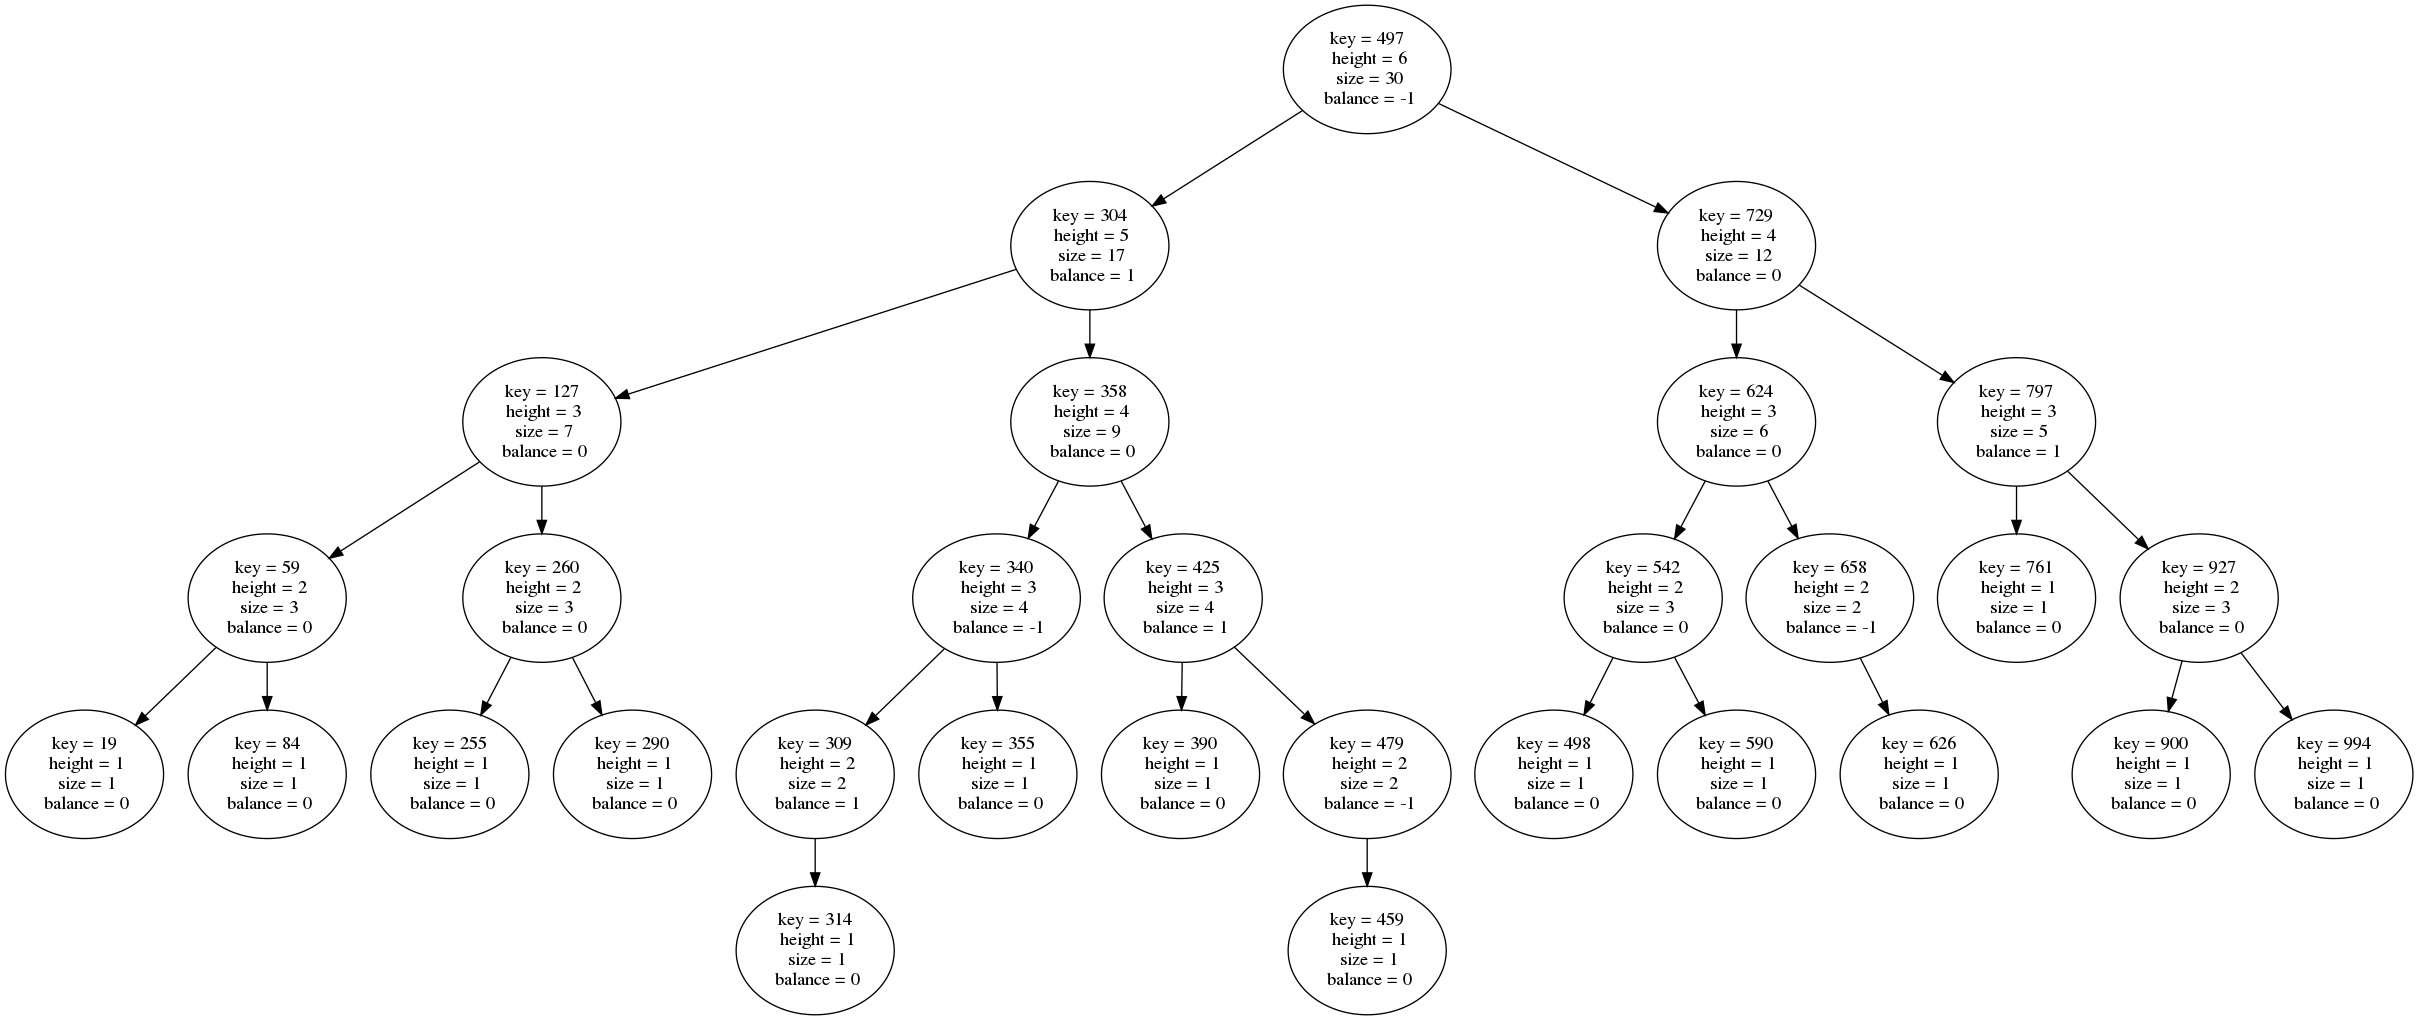 key = 497
height = 6
size = 30
balance = -1
key = 304
height = 5
size = 17
balance = 1
key = 729
height = 4
size = 12
balance = 0
key = 127
height = 3
size = 7
balance = 0
key = 358
height = 4
size = 9
balance = 0
key = 624
height = 3
size = 6
balance = 0
key = 797
height = 3
size = 5
balance = 1
key = 59
height = 2
size = 3
balance = 0
key = 260
height = 2
size = 3
balance = 0
key = 340
height = 3
size = 4
balance = -1
key = 425
height = 3
size = 4
balance = 1
key = 542
height = 2
size = 3
balance = 0
key = 658
height = 2
size = 2
balance = -1
key = 761
height = 1
size = 1
balance = 0
key = 927
height = 2
size = 3
balance = 0
key = 19
height = 1
size = 1
balance = 0
key = 84
height = 1
size = 1
balance = 0
key = 255
height = 1
size = 1
balance = 0
key = 290
height = 1
size = 1
balance = 0
key = 309
height = 2
size = 2
balance = 1
key = 355
height = 1
size = 1
balance = 0
key = 390
height = 1
size = 1
balance = 0
key = 479
height = 2
size = 2
balance = -1
key = 498
height = 1
size = 1
balance = 0
key = 590
height = 1
size = 1
balance = 0
key = 626
height = 1
size = 1
balance = 0
key = 900
height = 1
size = 1
balance = 0
key = 994
height = 1
size = 1
balance = 0
key = 314
height = 1
size = 1
balance = 0
key = 459
height = 1
size = 1
balance = 0